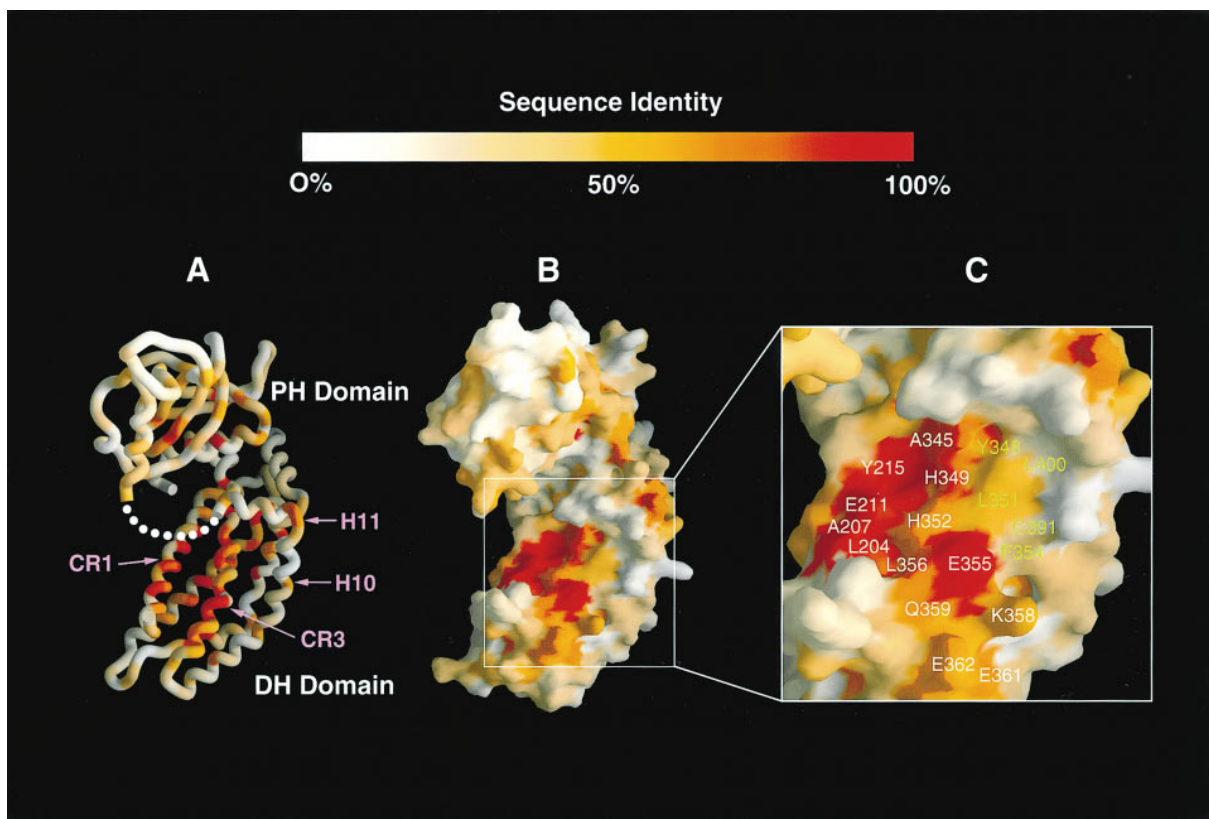 Sequence Identity
O% 50% 100%
A B C
PH Domain
H11
CR1
H10
CR3
DH Domain
A345
Y348
Y215
H349
L351
E211
H352
A207
L204
L356
E355
Q359
K358
E362
E361